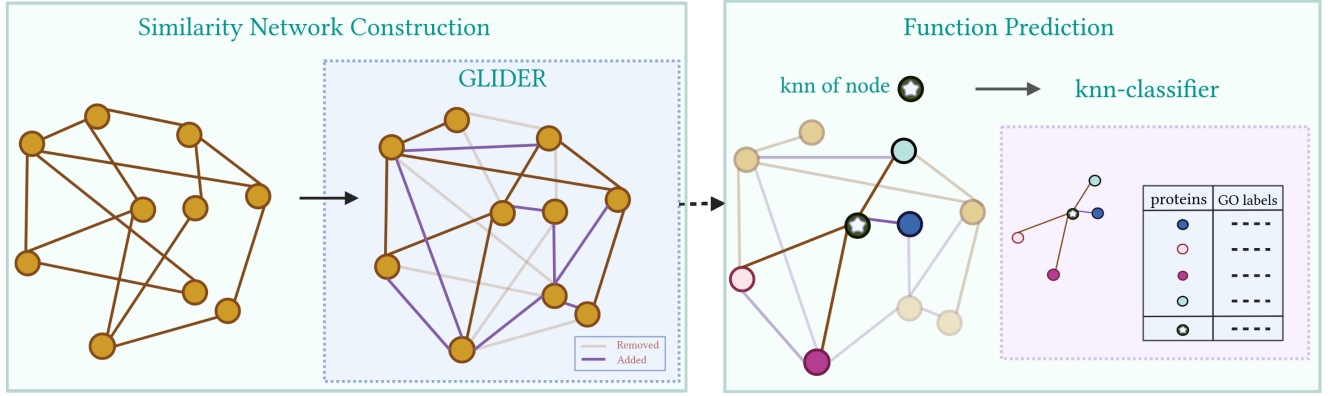 Similarity Network Construction
GLIDER
Removed
Added
Function Prediction
knn of node
knn-classifier
proteins GO labels
----
----
----
----
----